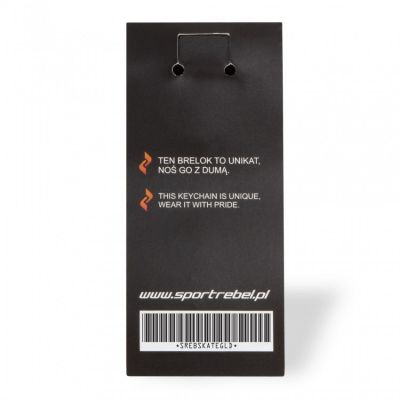 TEN BRELOK TO UNIKAT,
NOŚ GO Z DUMĄ.
THIS KEYCHAIN IS UNIQUE,
WEAR IT WITH PRIDE.
www.sportrebel.pl
*SREBSKATEGLD*